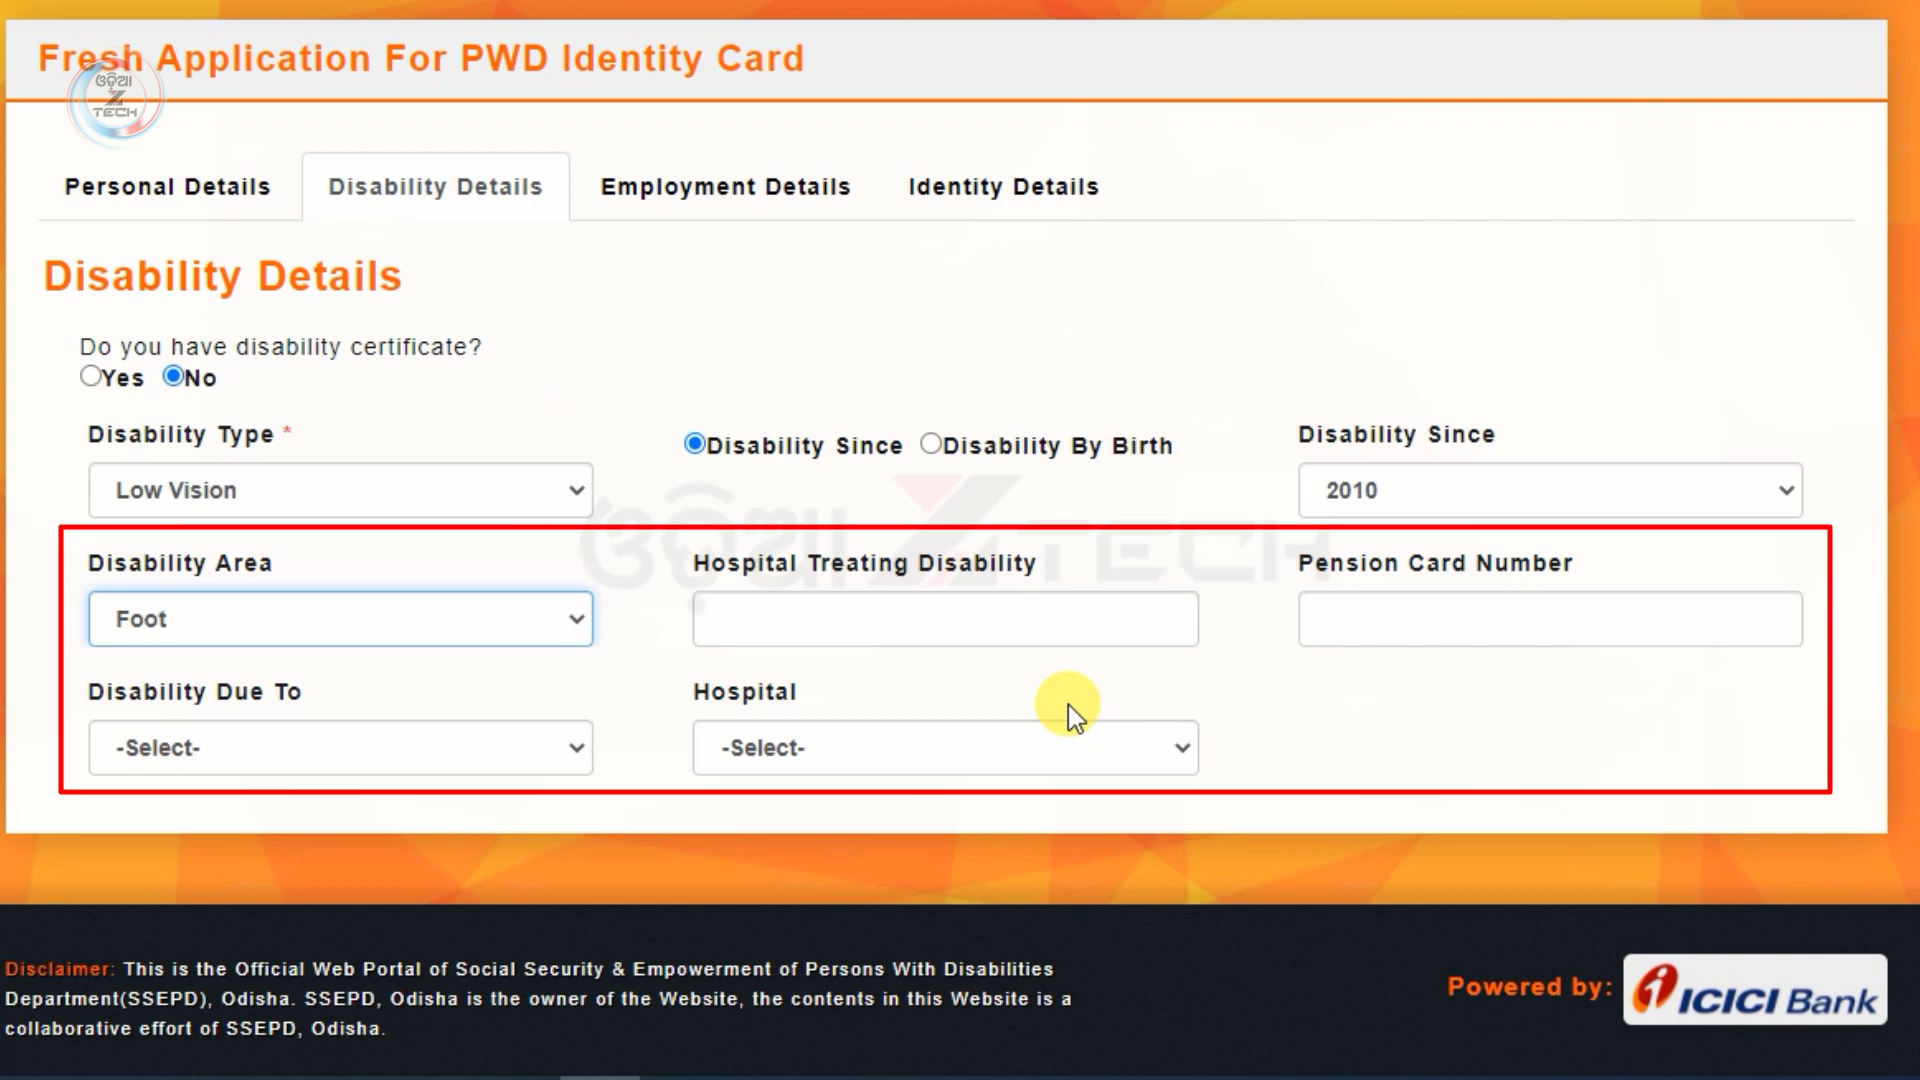 Fresh Application For PWD Identity Card
ଓଡ଼ିଆ
Z
TECH
Personal Details
Disability Details
Employment Details
Identity Details
Disability Details
Do you have disability certificate?
Yes No
Disability Type *
Disability Since Disability By Birth
Disability Since
Low Vision
2010
ଓଡ଼ିଆ Z TECH
Disability Area
Hospital Treating Disability
Pension Card Number
Foot
Disability Due To
Hospital
-Select-
-Select-
Disclaimer: This is the Official Web Portal of Social Security & Empowerment of Persons With Disabilities
Department(SSEPD), Odisha. SSEPD, Odisha is the owner of the Website, the contents in this Website is a
collaborative effort of SSEPD, Odisha.
Powered by:
ICICI Bank